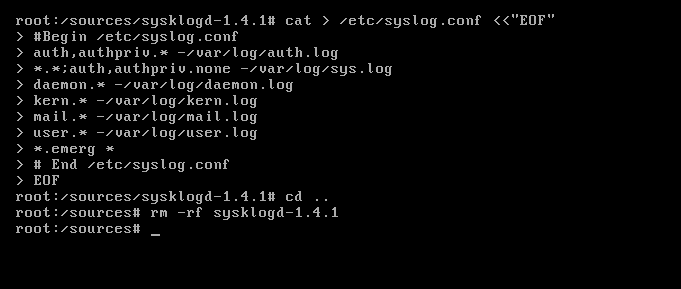 root:/sources/sysklogd-1.4.1# cat > /etc/syslog.conf <<"EOF"
> #Begin /etc/syslog.conf
> auth,authpriv.* -/var/log/auth.log
> *.*;auth,authpriv.none -/var/log/sys.log
> daemon.* -/var/log/daemon.log
> kern.* -/var/log/kern.log
> mail.* -/var/log/mail.log
> user.* -/var/log/user.log
> *.emerg *
> # End /etc/syslog.conf
> EOF
root:/sources/sysklogd-1.4.1# cd ..
root:/sources# rm -rf sysklogd-1.4.1
root:/sources# _